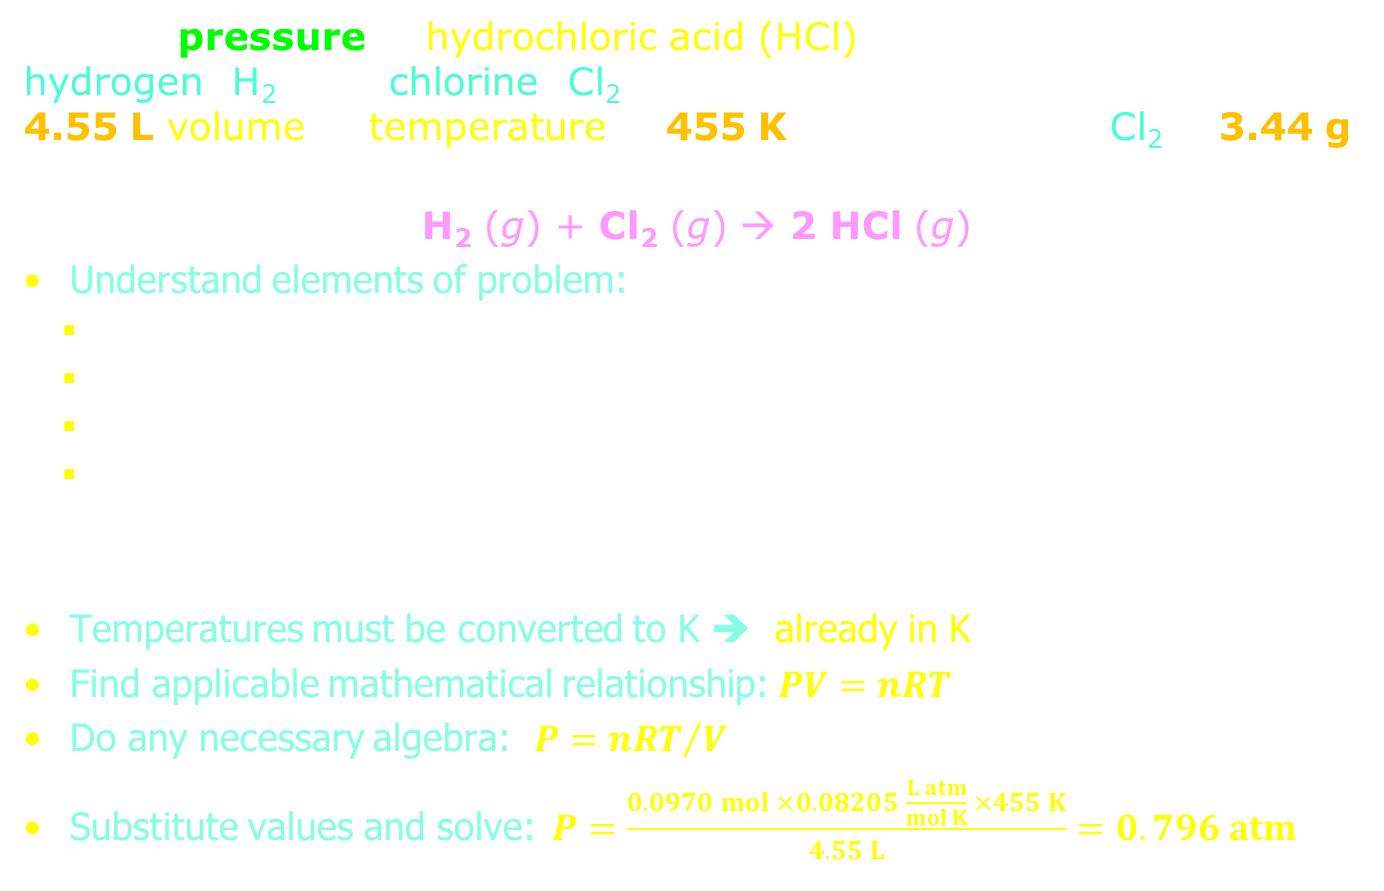 pressure hydrochloric acid (HCl)
hydrogen H₂ chlorine Cl₂
4.55 L volume temperature 455 K Cl₂ 3.44 g
H₂ (g) + Cl₂ (g) → 2 HCl (g)
• Understand elements of problem:
▪
▪
▪
▪
• Temperatures must be converted to K ➔ already in K
• Find applicable mathematical relationship: PV = nRT
• Do any necessary algebra: P = nRT/V
• Substitute values and solve: P = (0.0970 mol ×0.08205 (L atm)/(mol K) ×455 K)/(4.55 L) = 0.796 atm